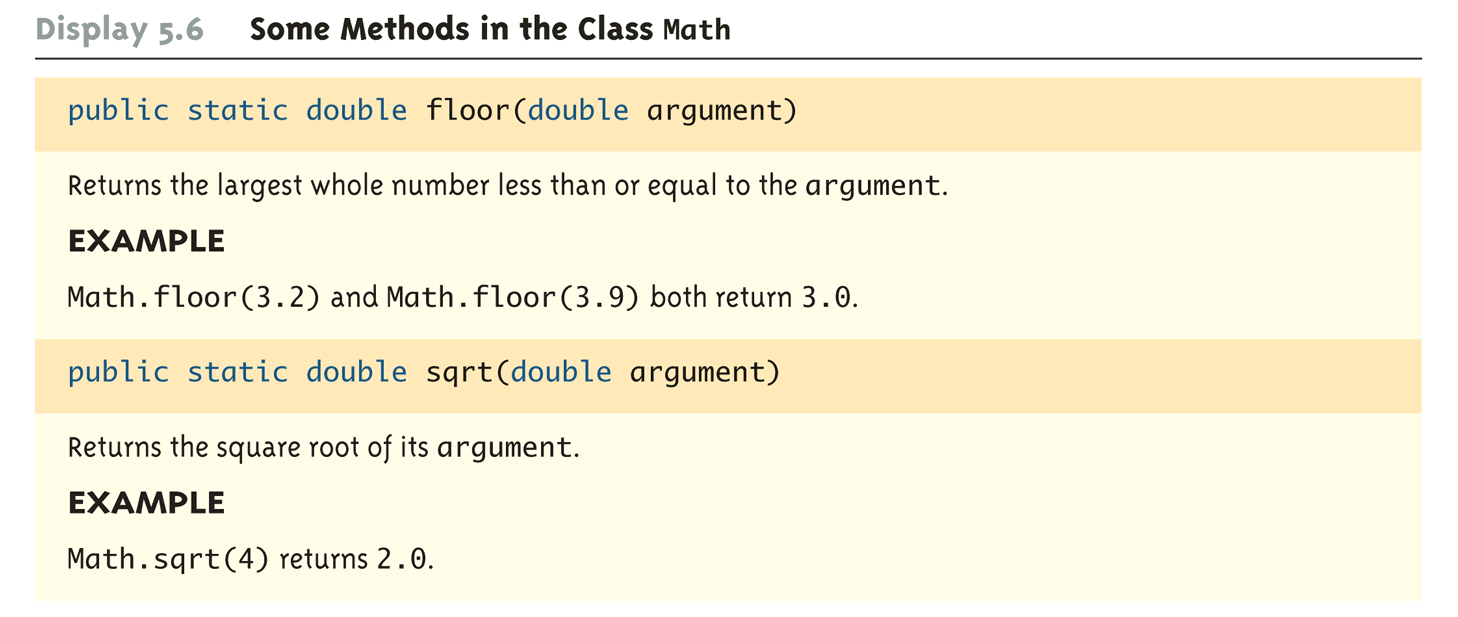 Display 5.6 Some Methods in the Class Math
public static double floor(double argument)
Returns the largest whole number less than or equal to the argument.
EXAMPLE
Math.floor(3.2) and Math.floor(3.9) both return 3.0.
public static double sqrt(double argument)
Returns the square root of its argument.
EXAMPLE
Math.sqrt(4) returns 2.0.